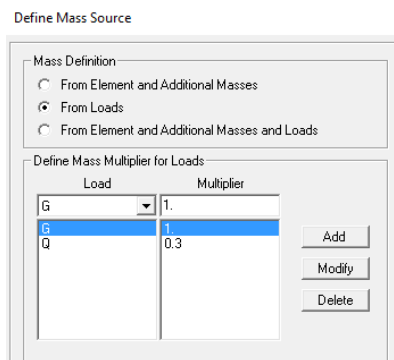 Define Mass Source
Mass Definition
From Element and Additional Masses
From Loads
From Element and Additional Masses and Loads
Define Mass Multiplier for Loads
Load Multiplier
G 1.
G 1.
Q 0.3
Add
Modify
Delete